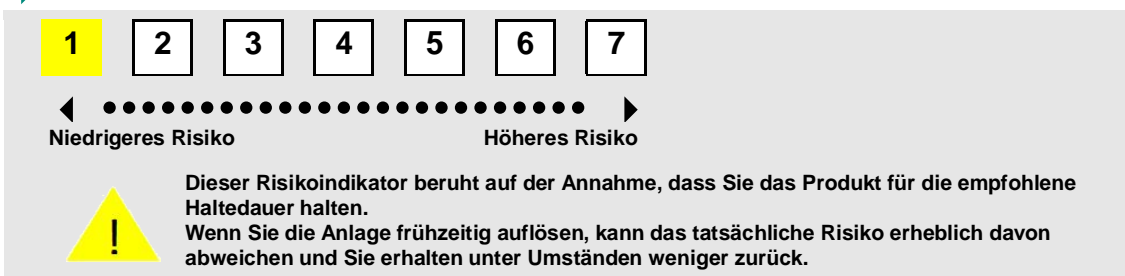 1 2 3 4 5 6 7
Niedrigeres Risiko Höheres Risiko
Dieser Risikoindikator beruht auf der Annahme, dass Sie das Produkt für die empfohlene
Haltedauer halten.
Wenn Sie die Anlage frühzeitig auflösen, kann das tatsächliche Risiko erheblich davon
abweichen und Sie erhalten unter Umständen weniger zurück.
!